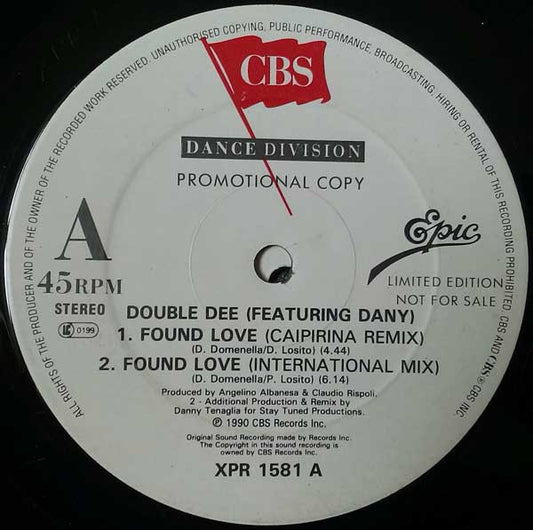 ALL RIGHTS OF THE PRODUCER AND OF THE OWNER OF THE RECORDED WORK RESERVED. UNAUTHORISED COPYING, PUBLIC PERFORMANCE, BROADCASTING, HIRING OR RENTAL OF THIS RECORDING PROHIBITED CBS AND CBS ® CBS INC
CBS
DANCE DIVISION
PROMOTIONAL COPY
A
45RPM
STEREO
LC 0199
Epic
LIMITED EDITION
NOT FOR SALE
DOUBLE DEE (FEATURING DANY)
1. FOUND LOVE (CAIPIRINA REMIX)
(D. Domenella/D. Losito) (4.44)
2. FOUND LOVE (INTERNATIONAL MIX)
(D. Domenella/P. Losito) (6.14)
Produced by Angelino Albanesa & Claudio Rispoli.
2 - Additional Production & Remix by
Danny Tenaglia for Stay Tuned Productions.
℗ 1990 CBS Records Inc.
Original Sound Recording made by Records Inc.
The Copyright in this sound recording is
owned by CBS Records Inc.
XPR 1581 A